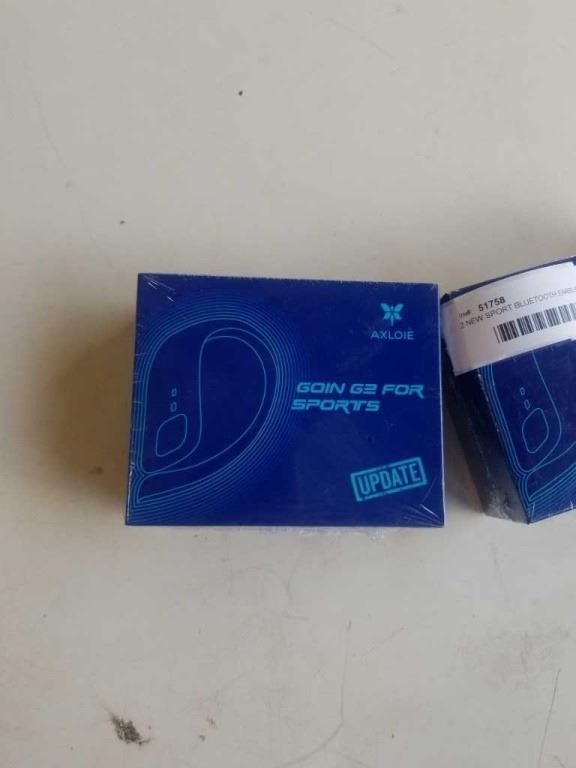 AXLOIE
GOIN G2 FOR
SPORTS
UPDATE
51758
2 NEW SPORT BLUETOOTH